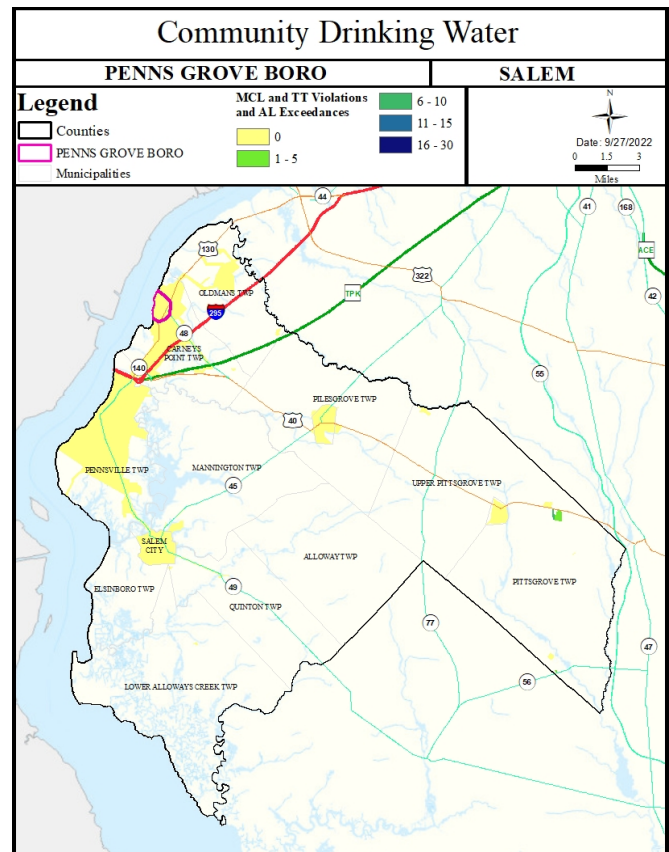 Community Drinking Water
PENNS GROVE BORO
SALEM
Legend
Counties
PENNS GROVE BORO
Municipalities
MCL and TT Violations
and AL Exceedances
0
1 - 5
6 - 10
11 - 15
16 - 30
N
Date: 9/27/2022
0 1.5 3
Miles
44
41
168
130
ACE
322
OLDMANS TWP
TPK
42
295
48
CARNEYS
POINT TWP
140
55
PILESGROVE TWP
40
PENNSVILLE TWP
MANNINGTON TWP
45
UPPER PITTSGROVE TWP
SALEM
CITY
ALLOWAY TWP
ELSINBORO TWP
49
PITTSGROVE TWP
QUINTON TWP
77
47
56
LOWER ALLOWAYS CREEK TWP